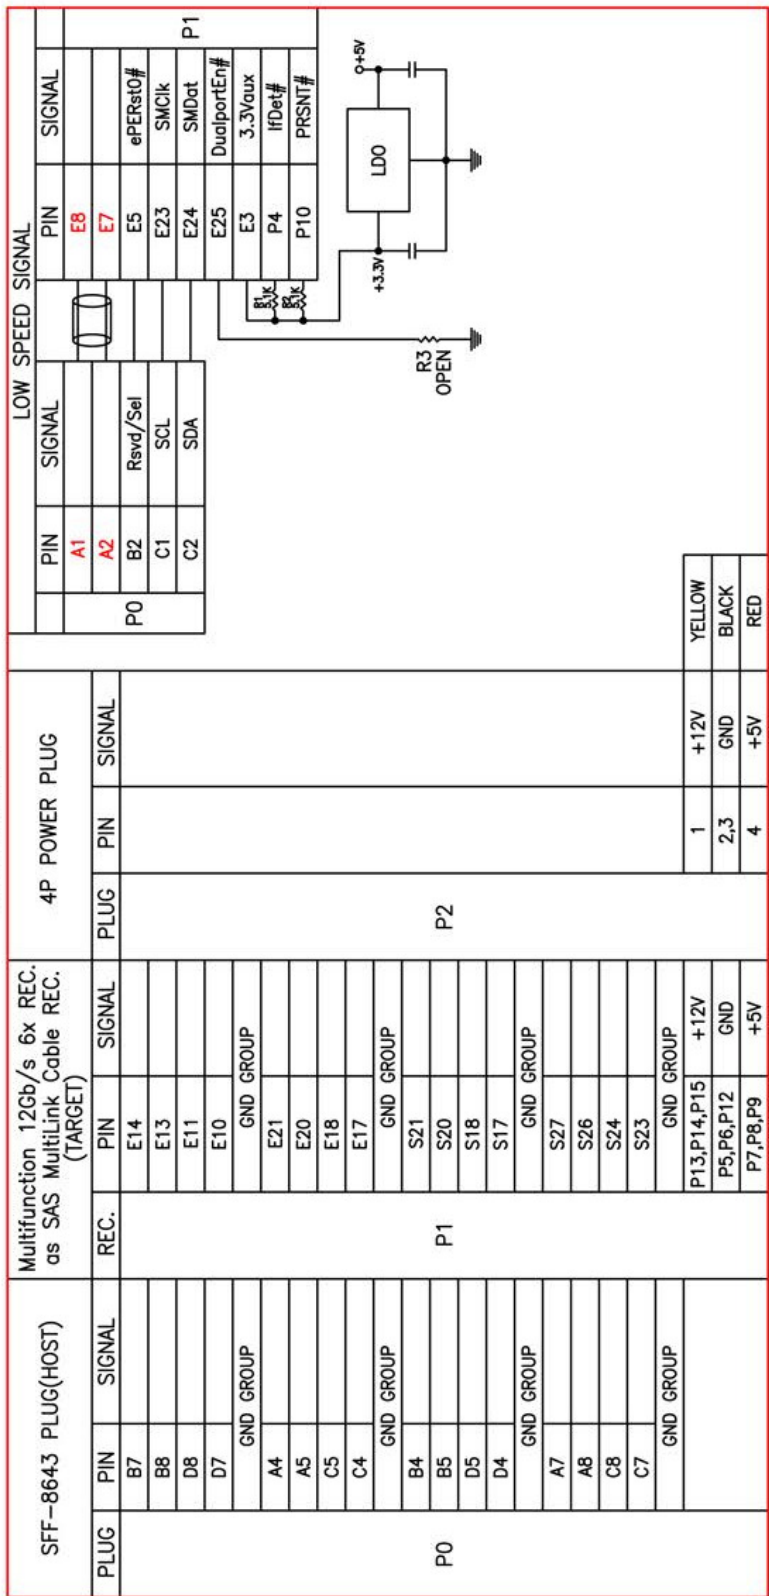 SFF-8643 PLUG(HOST)
Multifunction 12Gb/s 6x REC.
as SAS MultiLink Cable REC.
(TARGET)
4P POWER PLUG
PLUG PIN SIGNAL REC. PIN SIGNAL PLUG PIN SIGNAL
P0 P1 P2
B7 E14
B8 E13
D8 E11
D7 E10
GND GROUP GND GROUP
A4 E21
A5 E20
C5 E18
C4 E17
GND GROUP GND GROUP
B4 S21
B5 S20
D5 S18
D4 S17
GND GROUP GND GROUP
A7 S27
A8 S26
C8 S24
C7 S23
GND GROUP GND GROUP
P13,P14,P15 +12V 1 +12V YELLOW
P5,P6,P12 GND 2,3 GND BLACK
P7,P8,P9 +5V 4 +5V RED
LOW SPEED SIGNAL
PIN SIGNAL PIN SIGNAL
P0 P1
A1 E8
A2 E7
B2 Rsvd/Sel E5 ePERst0#
C1 SCL E23 SMClk
C2 SDA E24 SMDat
E25 DualportEn#
E3 3.3Vaux
P4 IfDet#
P10 PRSNT#
R1
5.1K
R2
5.1K
+3.3V
LDO
+5V
R3
OPEN